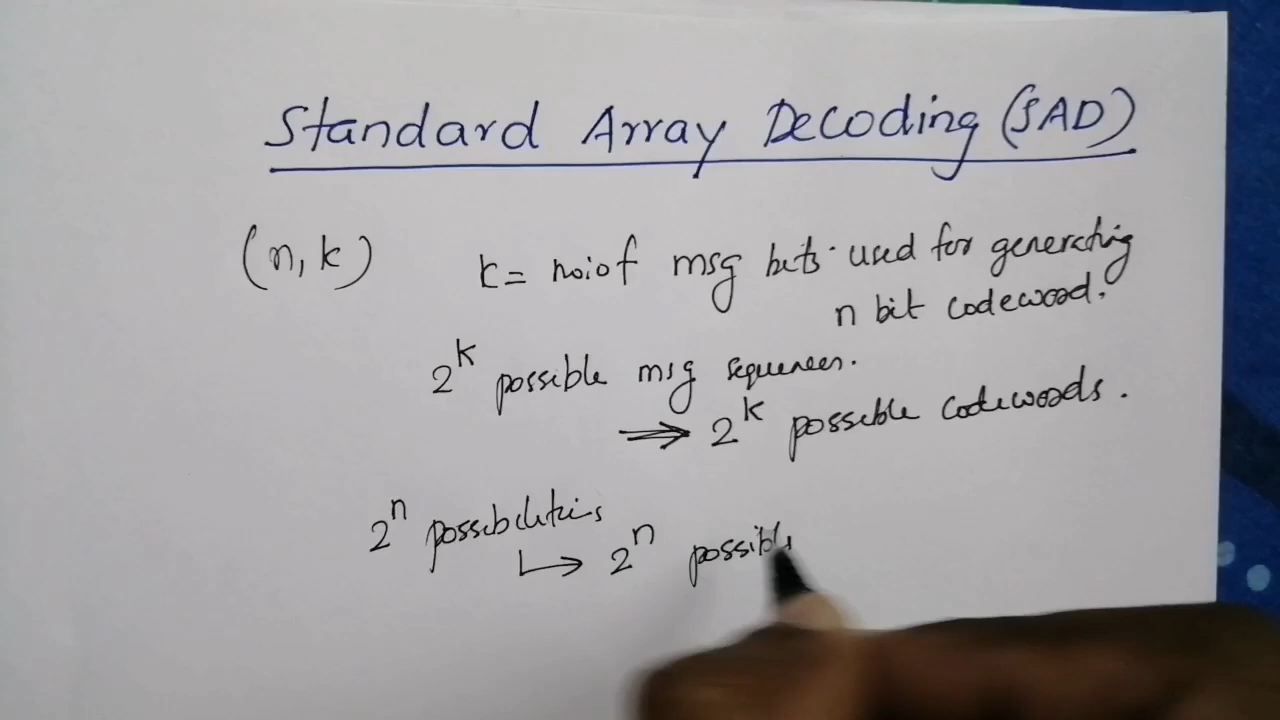 Standard Array Decoding (SAD)
(n, k) k = no. of msg bits used for generating
n bit codeword.
2^k possible msg sequences.
⇒ 2^k possible codewords.
2^n possibilities
↳ 2^n possible